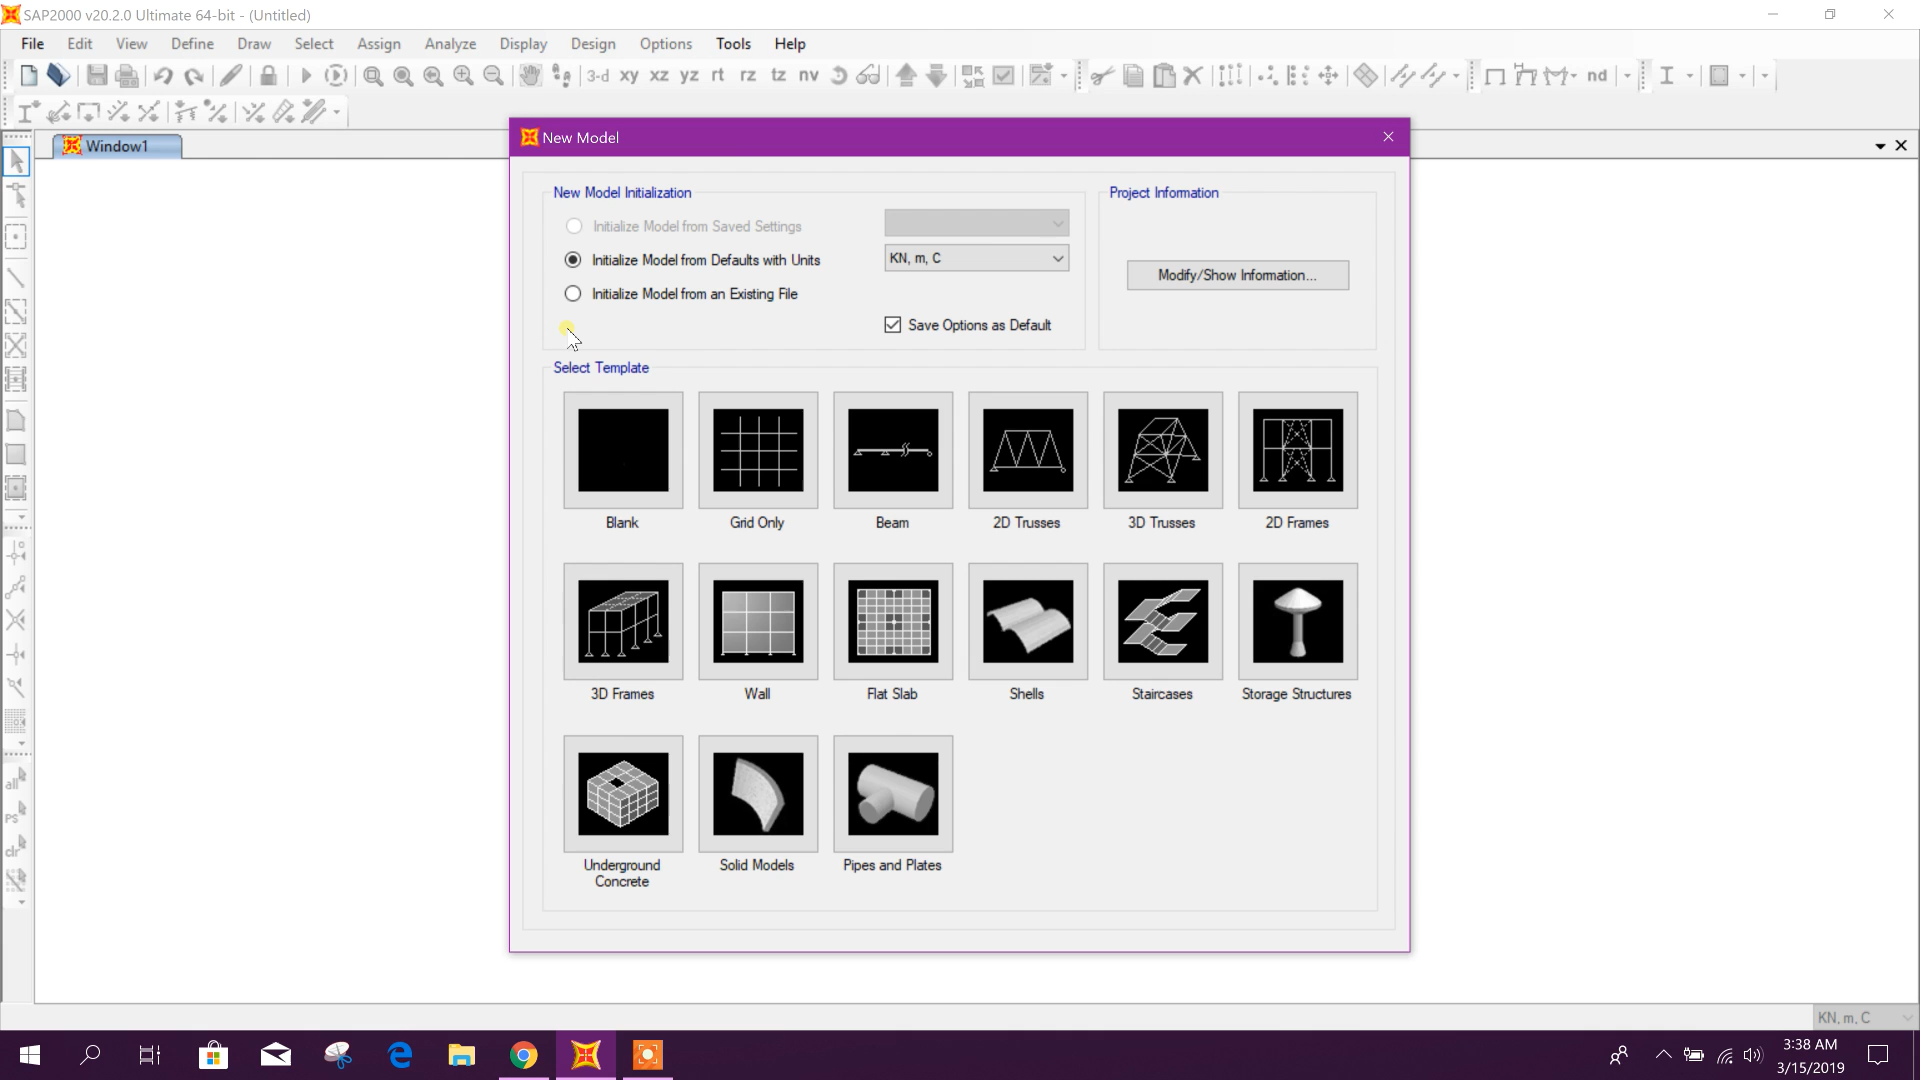 SAP2000 v20.2.0 Ultimate 64-bit - (Untitled)
File Edit View Define Draw Select Assign Analyze Display Design Options Tools Help
3-d xy xz yz rt rz tz nv nd
Window1
New Model
New Model Initialization
Project Information
Initialize Model from Saved Settings
Initialize Model from Defaults with Units
KN, m, C
Modify/Show Information...
Initialize Model from an Existing File
Save Options as Default
Select Template
Blank
Grid Only
Beam
2D Trusses
3D Trusses
2D Frames
3D Frames
Wall
Flat Slab
Shells
Staircases
Storage Structures
Underground
Concrete
Solid Models
Pipes and Plates
all
ps
clr
KN, m, C
3:38 AM
3/15/2019